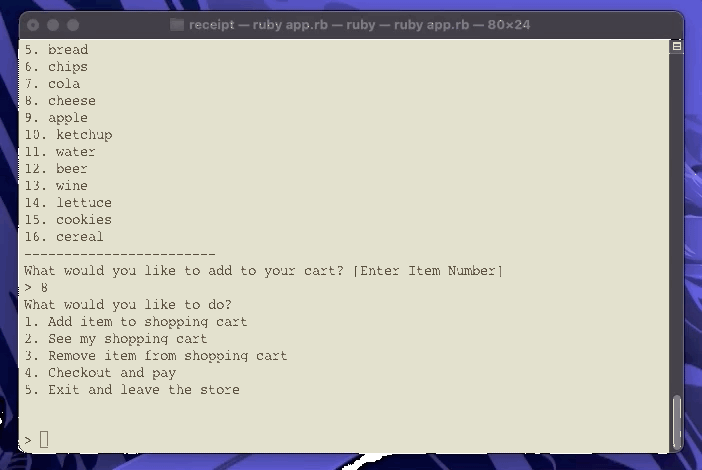 receipt — ruby app.rb — ruby — ruby app.rb — 80×24
5. bread
6. chips
7. cola
8. cheese
9. apple
10. ketchup
11. water
12. beer
13. wine
14. lettuce
15. cookies
16. cereal
------------------------
What would you like to add to your cart? [Enter Item Number]
> 8
What would you like to do?
1. Add item to shopping cart
2. See my shopping cart
3. Remove item from shopping cart
4. Checkout and pay
5. Exit and leave the store
>